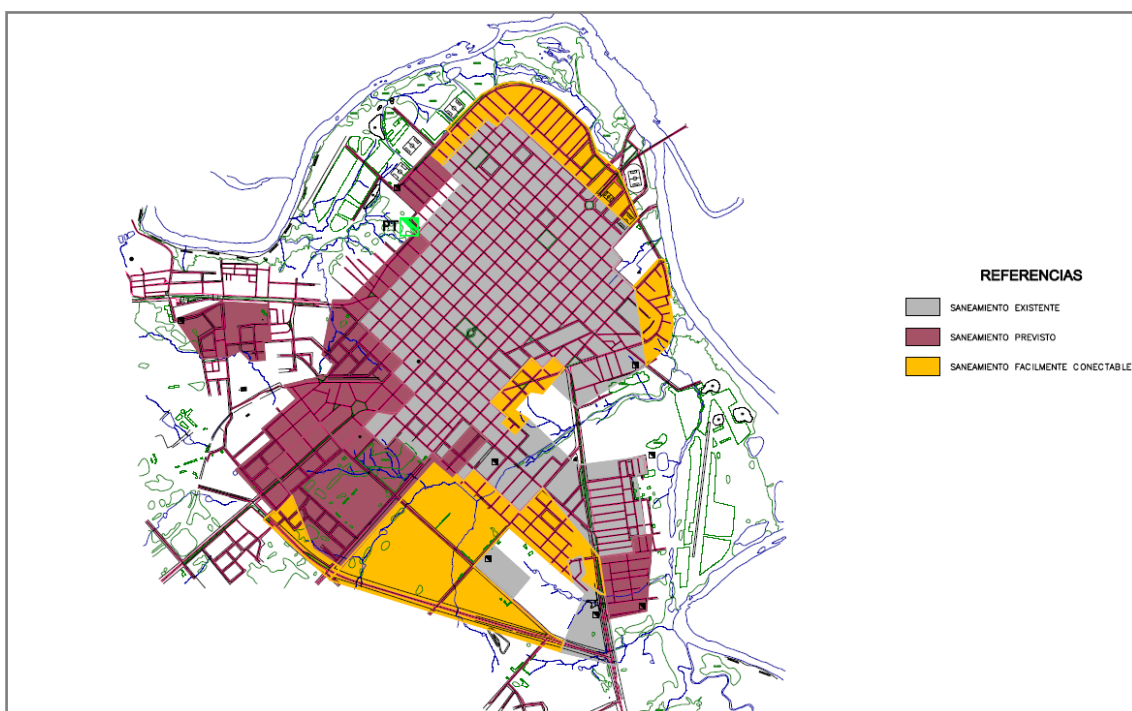 PT
REFERENCIAS
SANEAMIENTO EXISTENTE
SANEAMIENTO PREVISTO
SANEAMIENTO FACILMENTE CONECTABLE